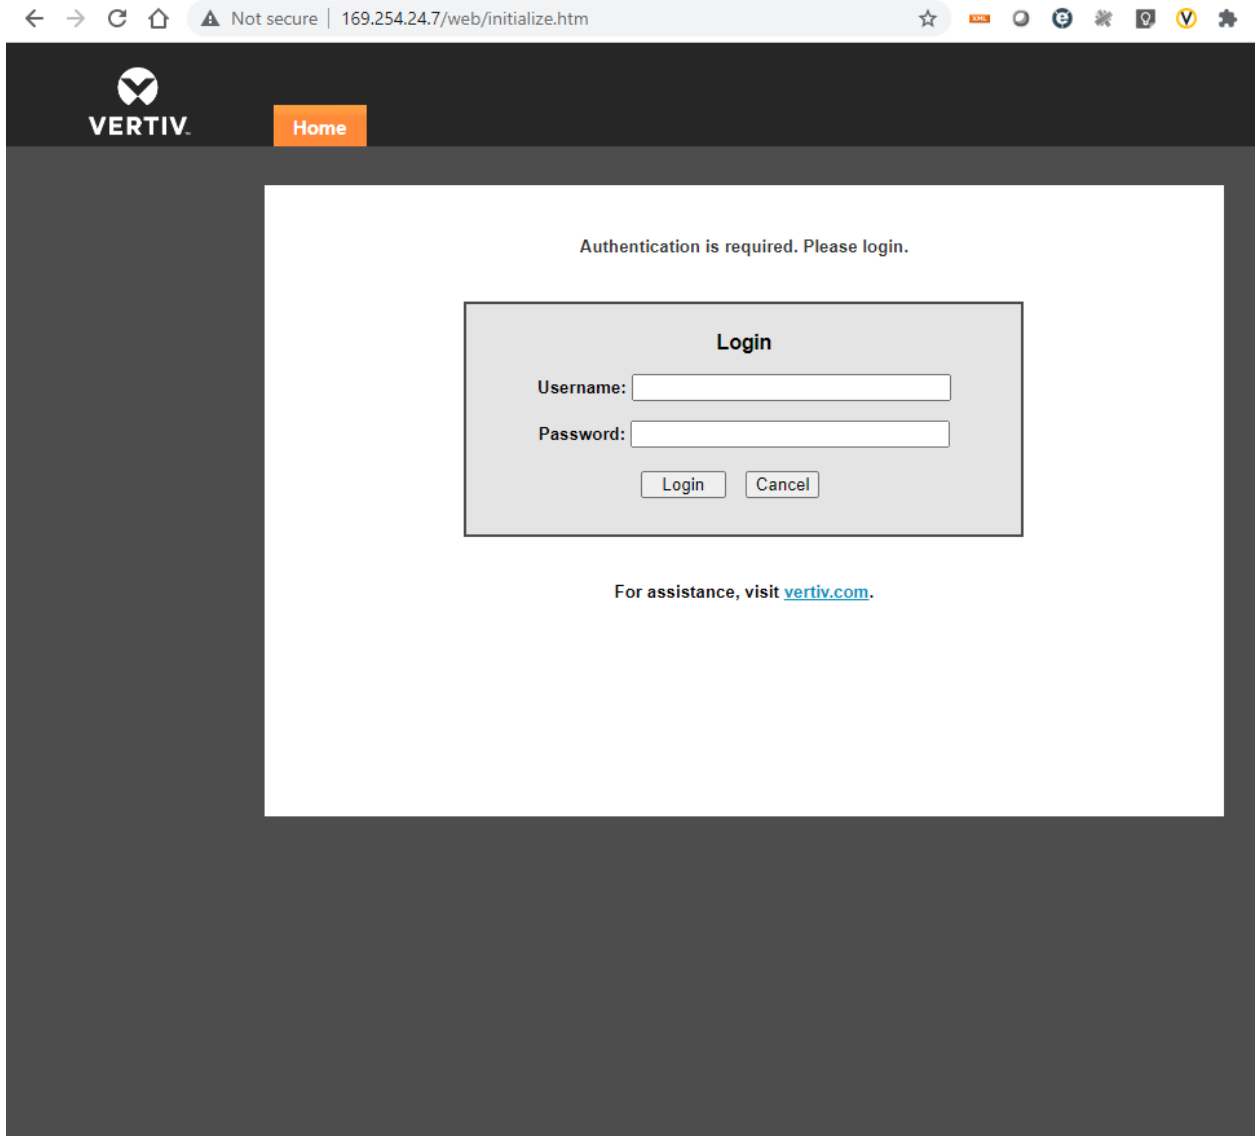 Not secure | 169.254.24.7/web/initialize.htm
XML
VERTIV
Home
Authentication is required. Please login.
Login
Username:
Password:
Login Cancel
For assistance, visit vertiv.com.